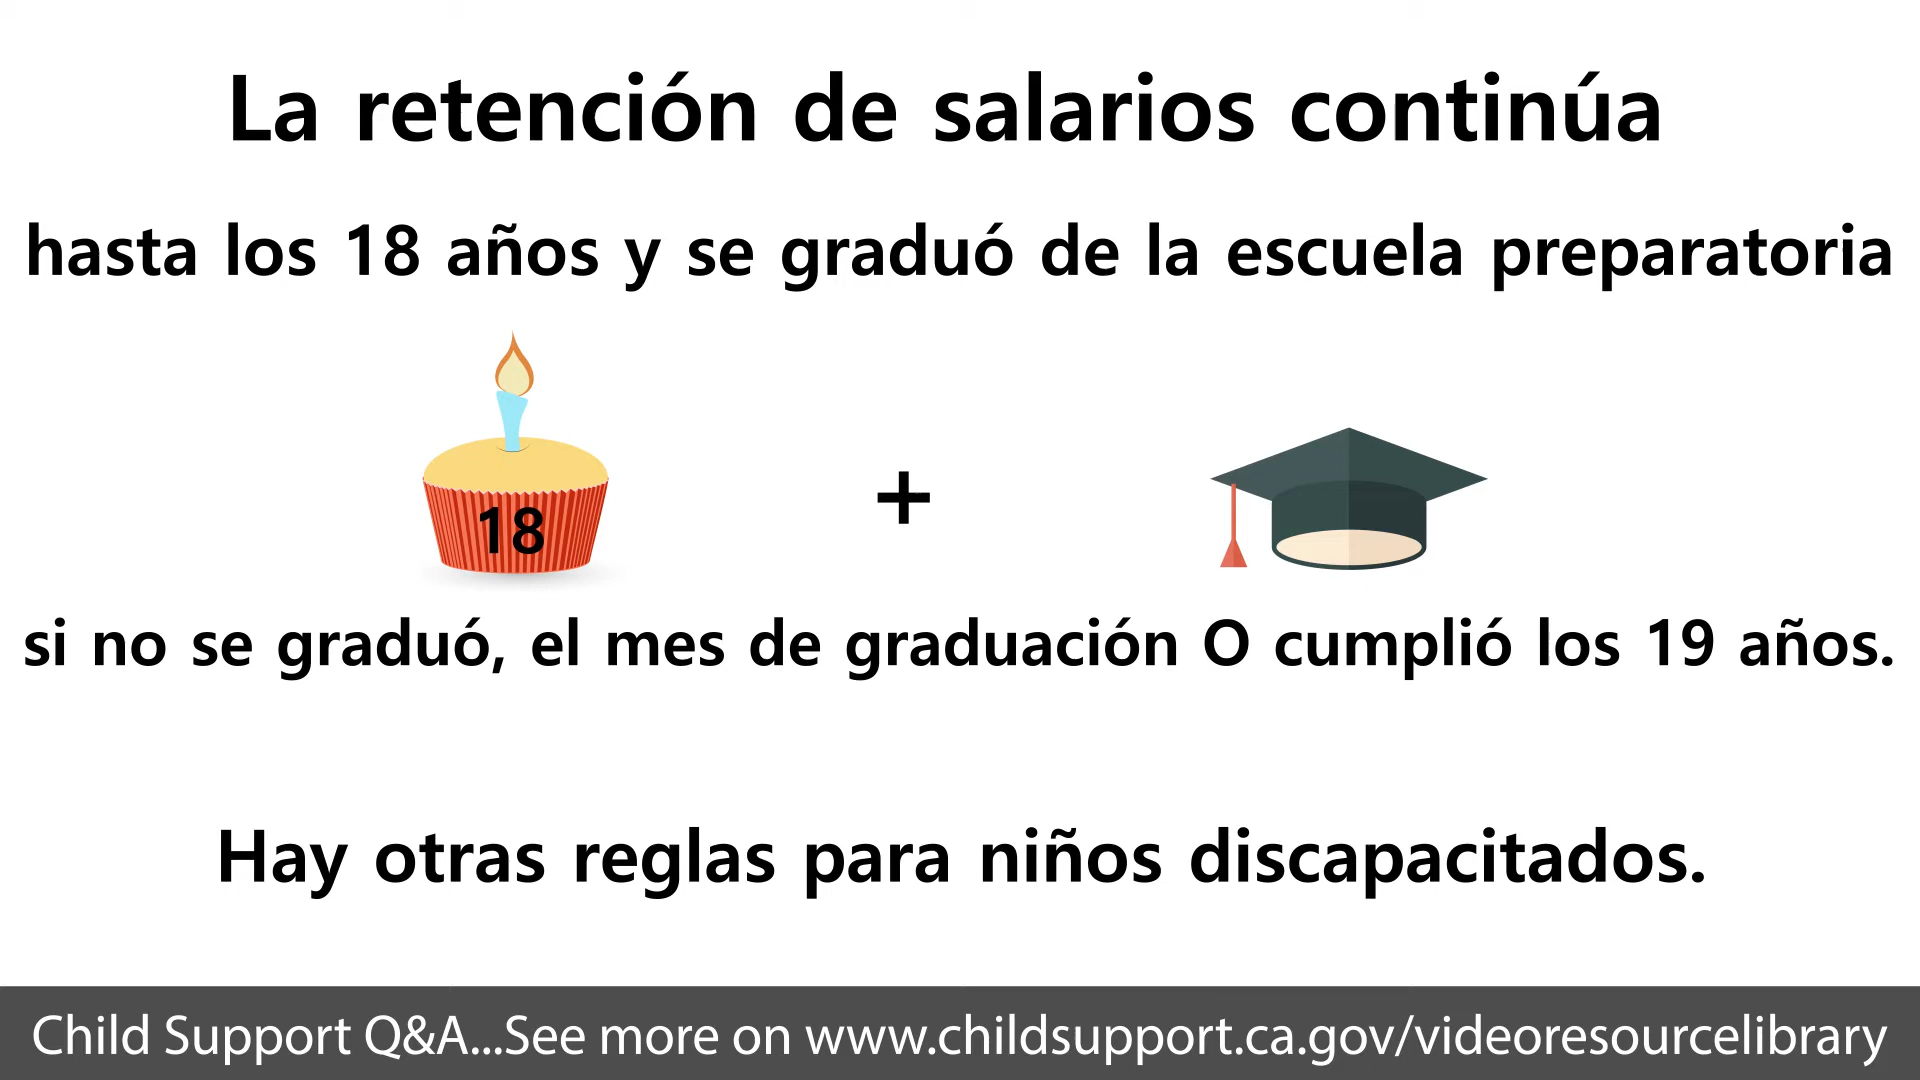 La retención de salarios continúa
hasta los 18 años y se graduó de la escuela preparatoria
18
+
si no se graduó, el mes de graduación O cumplió los 19 años.
Hay otras reglas para niños discapacitados.
Child Support Q&A...See more on www.childsupport.ca.gov/videoresourcelibrary